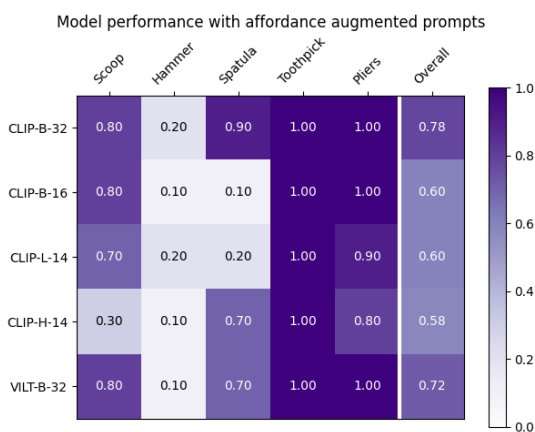 Model performance with affordance augmented prompts
Scoop Hammer Spatula Toothpick Pliers Overall
CLIP-B-32 0.80 0.20 0.90 1.00 1.00 0.78
CLIP-B-16 0.80 0.10 0.10 1.00 1.00 0.60
CLIP-L-14 0.70 0.20 0.20 1.00 0.90 0.60
CLIP-H-14 0.30 0.10 0.70 1.00 0.80 0.58
VILT-B-32 0.80 0.10 0.70 1.00 1.00 0.72
1.0
0.8
0.6
0.4
0.2
0.0